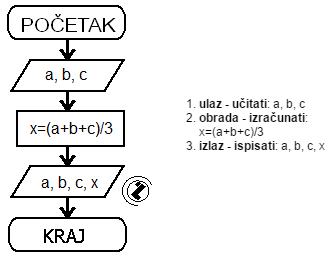 POČETAK
a, b, c
x=(a+b+c)/3
a, b, c, x
KRAJ
1. ulaz - učitati: a, b, c
2. obrada - izračunati:
x=(a+b+c)/3
3. izlaz - ispisati: a, b, c, x